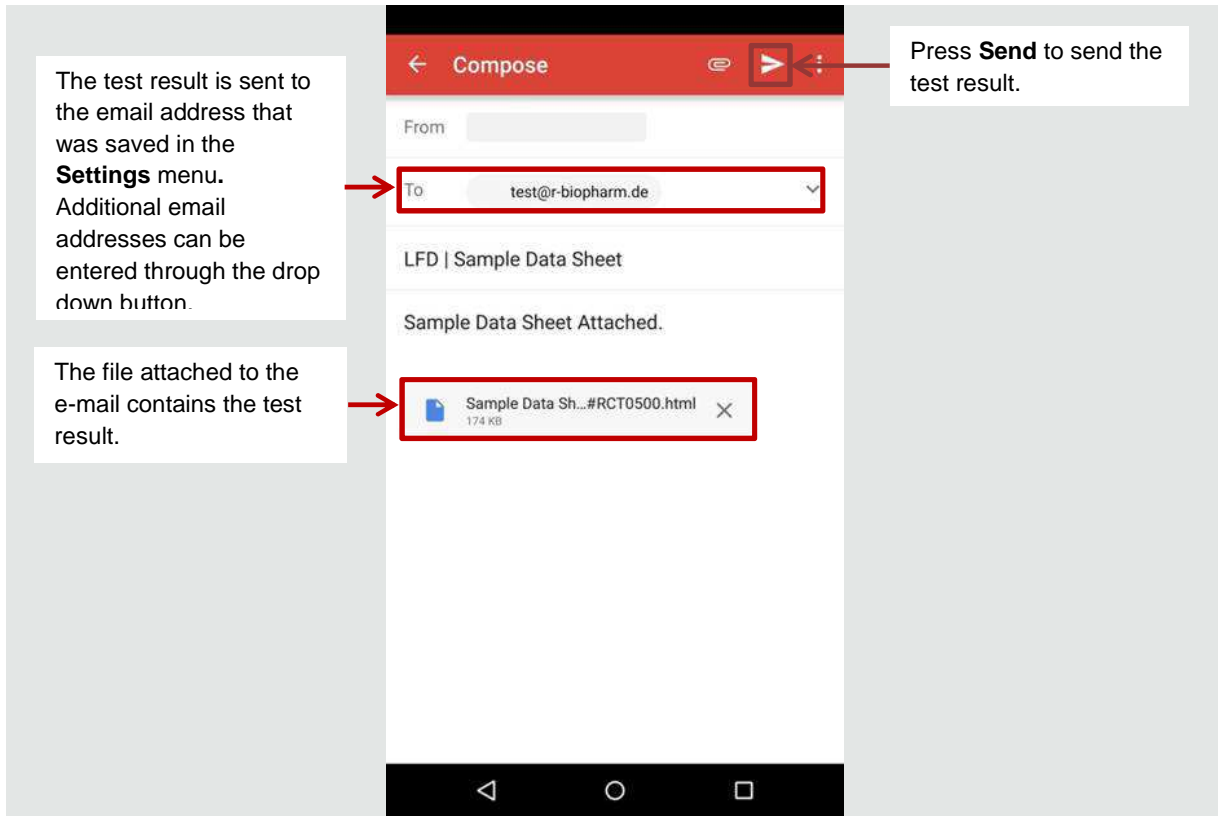 The test result is sent to
the email address that
was saved in the
Settings menu.
Additional email
addresses can be
entered through the drop
down button.
The file attached to the
e-mail contains the test
result.
Compose
From
To
test@r-biopharm.de
LFD | Sample Data Sheet
Sample Data Sheet Attached.
Sample Data Sh...#RCT0500.html
174 KB
Press Send to send the
test result.